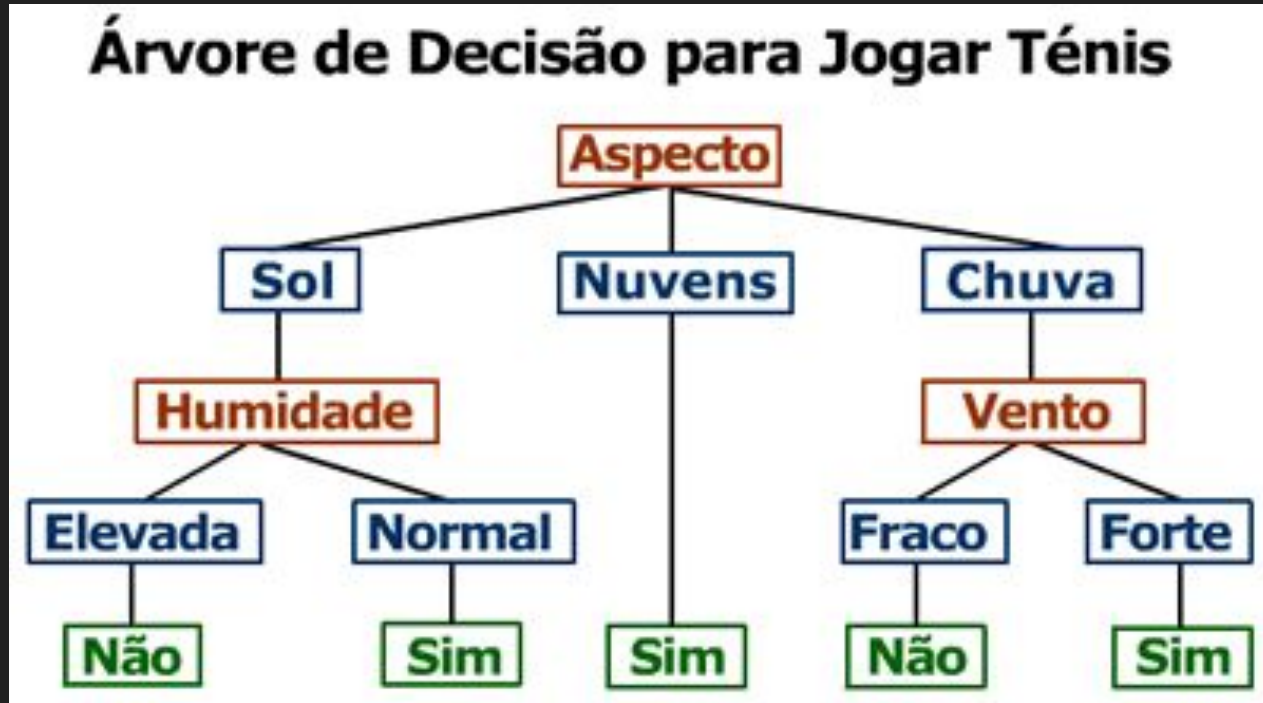 Árvore de Decisão para Jogar Ténis
Aspecto
Sol Nuvens Chuva
Humidade Vento
Elevada Normal Fraco Forte
Não Sim Sim Não Sim